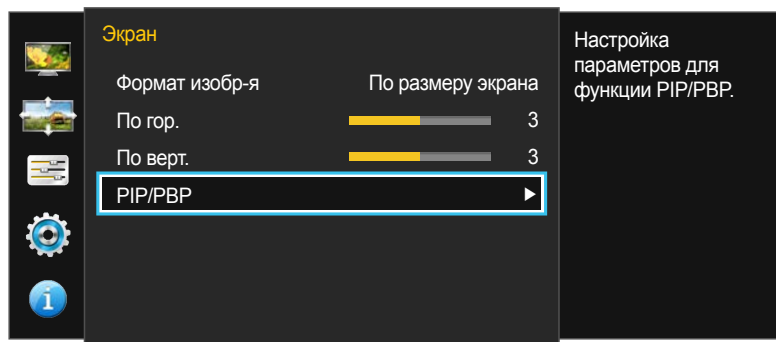 Экран
Формат изобр-я По размеру экрана
По гор. 3
По верт. 3
PIP/PBP
Настройка
параметров для
функции PIP/PBP.